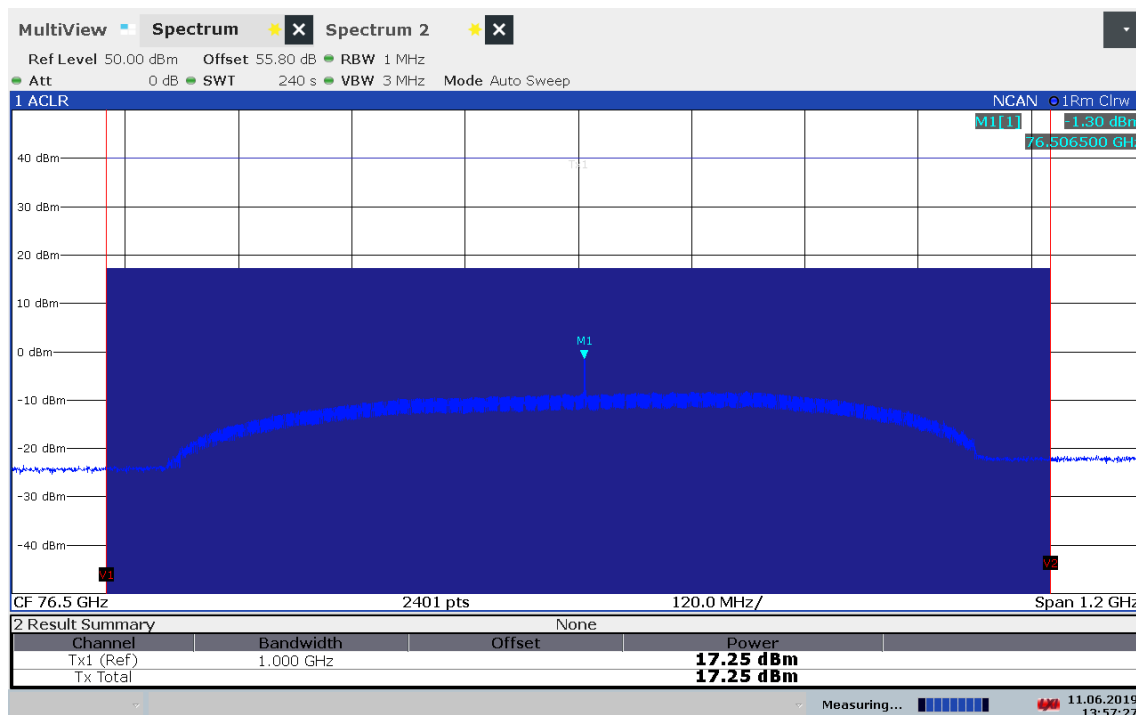 MultiView Spectrum Spectrum 2
Ref Level 50.00 dBm Offset 55.80 dB RBW 1 MHz
Att 0 dB SWT 240 s VBW 3 MHz Mode Auto Sweep
1 ACLR NCAN 1Rm Clrw
M1[1] -1.30 dBm
76.506500 GHz
40 dBm
Tx1
30 dBm
20 dBm
10 dBm
M1
0 dBm
-10 dBm
-20 dBm
-30 dBm
-40 dBm
V1 V2
CF 76.5 GHz 2401 pts 120.0 MHz/ Span 1.2 GHz
2 Result Summary None
Channel Bandwidth Offset Power
Tx1 (Ref) 1.000 GHz 17.25 dBm
Tx Total 17.25 dBm
Measuring... 11.06.2019
13:57:27